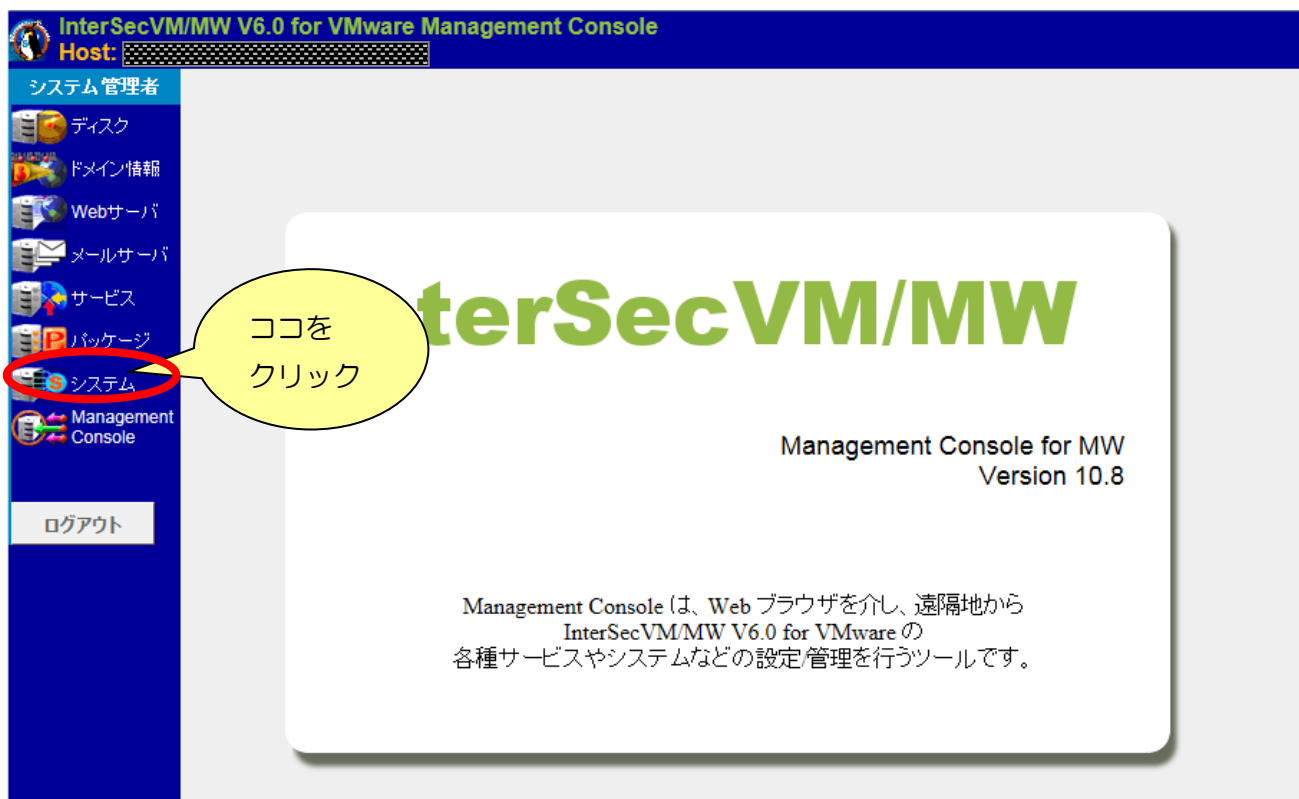 InterSecVM/MW V6.0 for VMware Management Console
Host:
システム管理者
ディスク
ドメイン情報
Webサーバ
メールサーバ
サービス
パッケージ
システム
Management
Console
ログアウト
ココを
クリック
terSecVM/MW
Management Console for MW
Version 10.8
Management Console は、Web ブラウザを介し、遠隔地から
InterSecVM/MW V6.0 for VMware の
各種サービスやシステムなどの設定/管理を行うツールです。